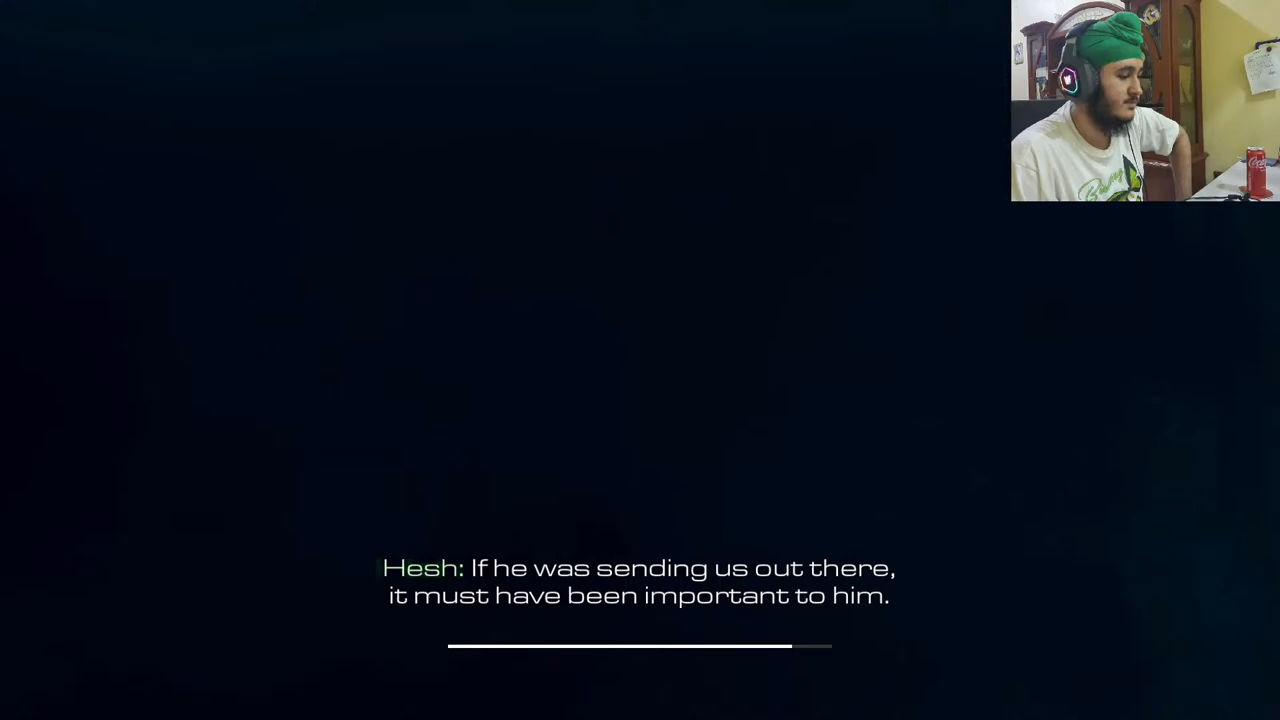 Hesh: If he was sending us out there,
it must have been important to him.